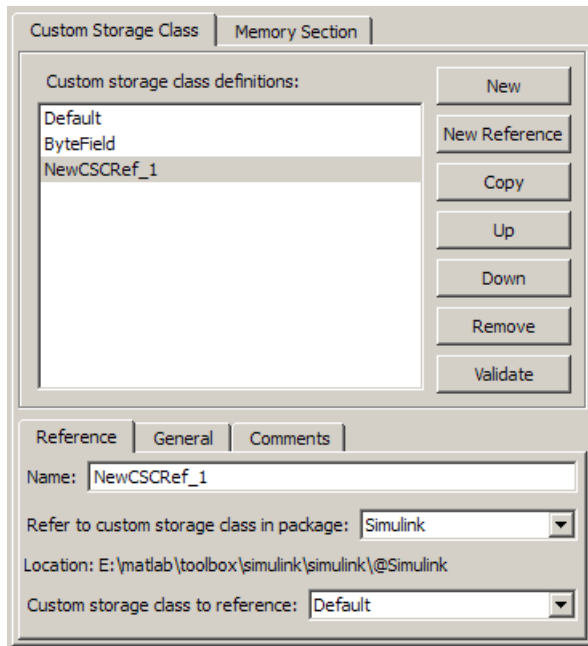 Custom Storage Class Memory Section
Custom storage class definitions:
New
Default
ByteField
New Reference
NewCSCRef_1
Copy
Up
Down
Remove
Validate
Reference General Comments
Name: NewCSCRef_1
Refer to custom storage class in package: Simulink
Location: E:\matlab\toolbox\simulink\simulink\@Simulink
Custom storage class to reference: Default